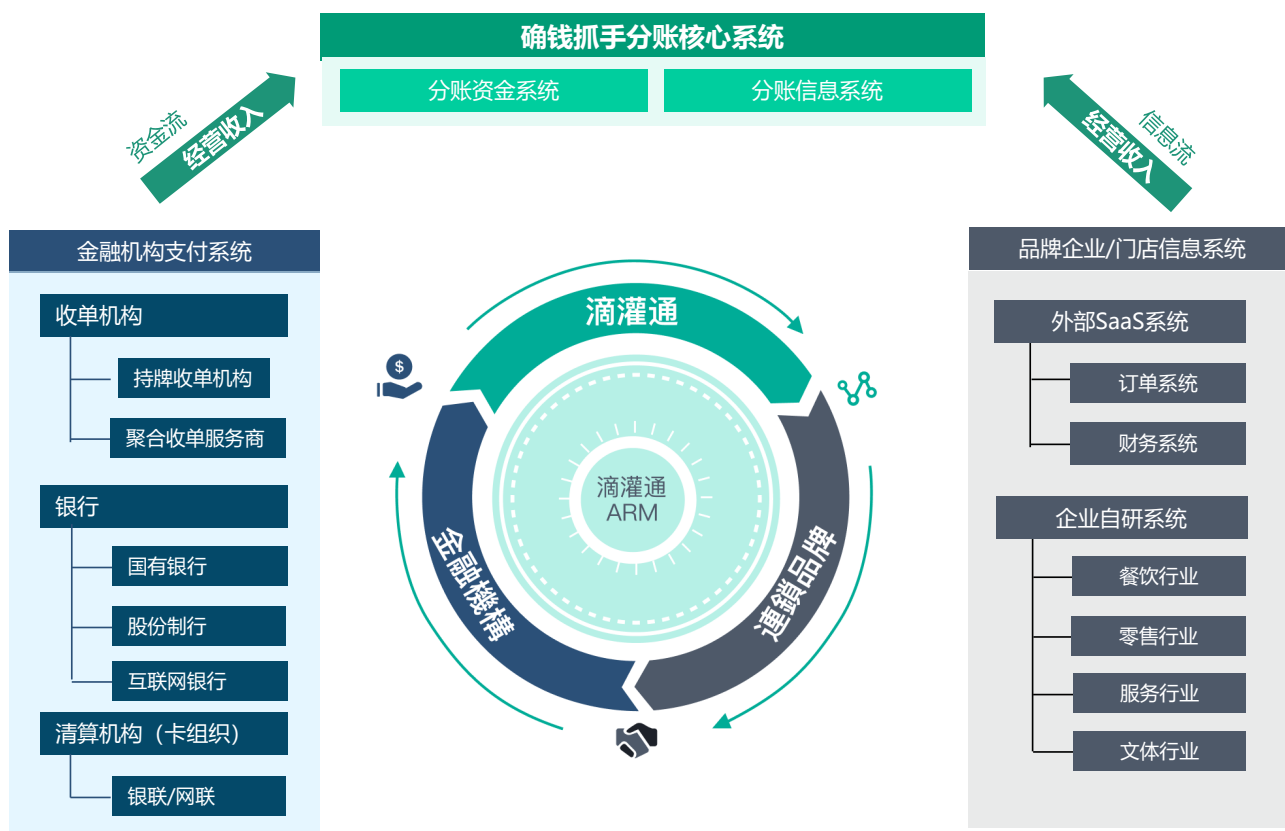 确钱抓手分账核心系统
分账资金系统
分账信息系统
资金流
经营收入
信息流
经营收入
金融机构支付系统
收单机构
持牌收单机构
聚合收单服务商
银行
国有银行
股份制行
互联网银行
清算机构（卡组织）
银联/网联
滴灌通
金融機構
連鎖品牌
滴灌通
ARM
$
品牌企业/门店信息系统
外部SaaS系统
订单系统
财务系统
企业自研系统
餐饮行业
零售行业
服务行业
文体行业